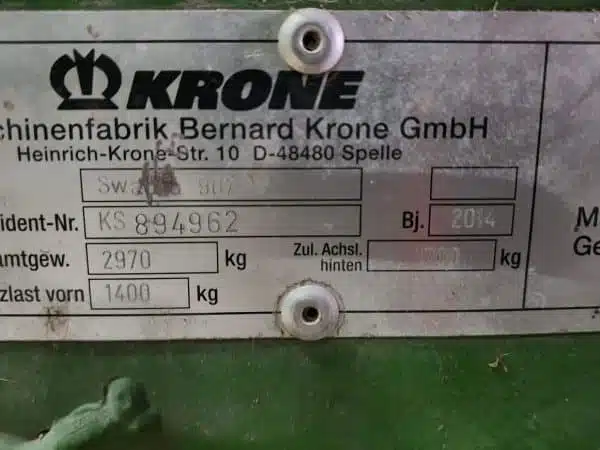 KRONE
chinenfabrik Bernard Krone GmbH
Heinrich-Krone-Str. 10 D-48480 Spelle
907
ident-Nr. KS 894962 Bj. 2014
amtgew. 2970 kg Zul. Achsl. hinten kg
zlast vorn 1400 kg
M
Ge